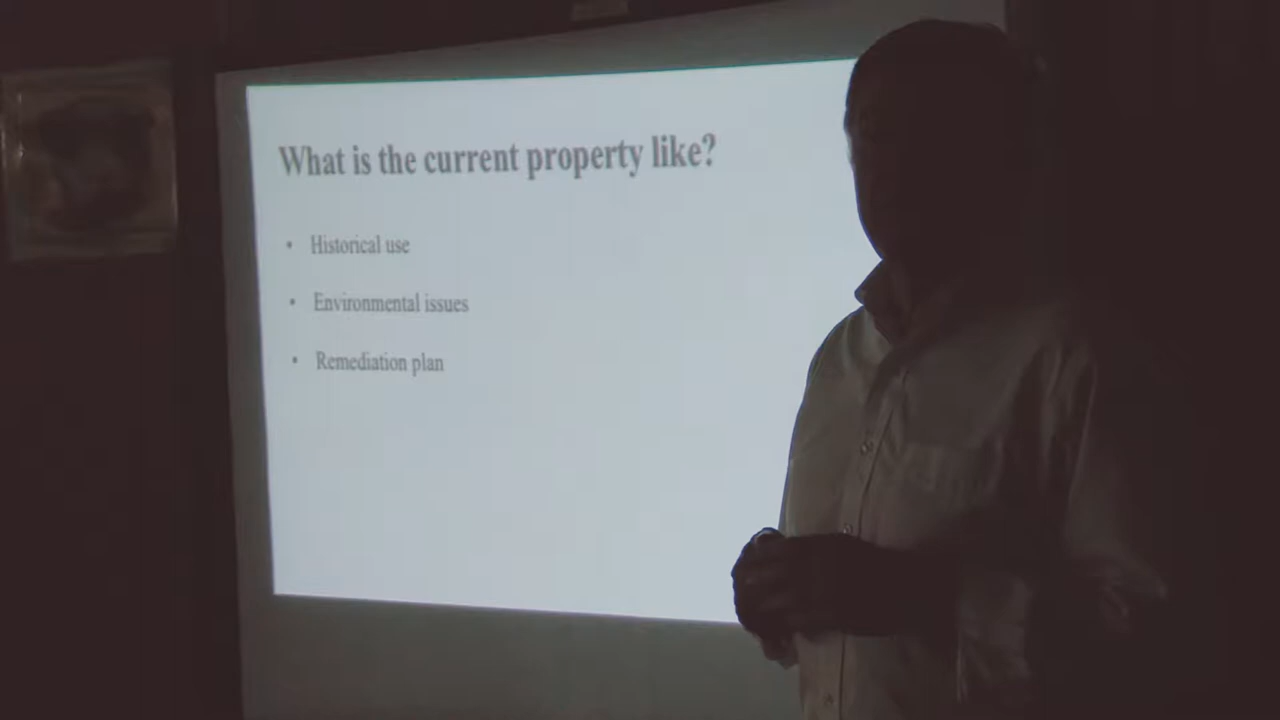 What is the current property like?
• Historical use
• Environmental issues
• Remediation plan